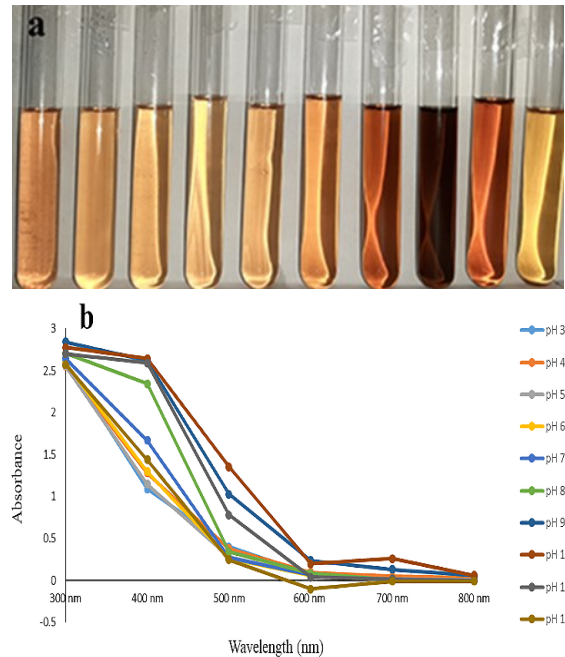 a
b
3
2.5
2
1.5
1
0.5
0
-0.5
Absorbance
300 nm 400 nm 500 nm 600 nm 700 nm 800 nm
Wavelength (nm)
pH 3
pH 4
pH 5
pH 6
pH 7
pH 8
pH 9
pH 1
pH 1
pH 1